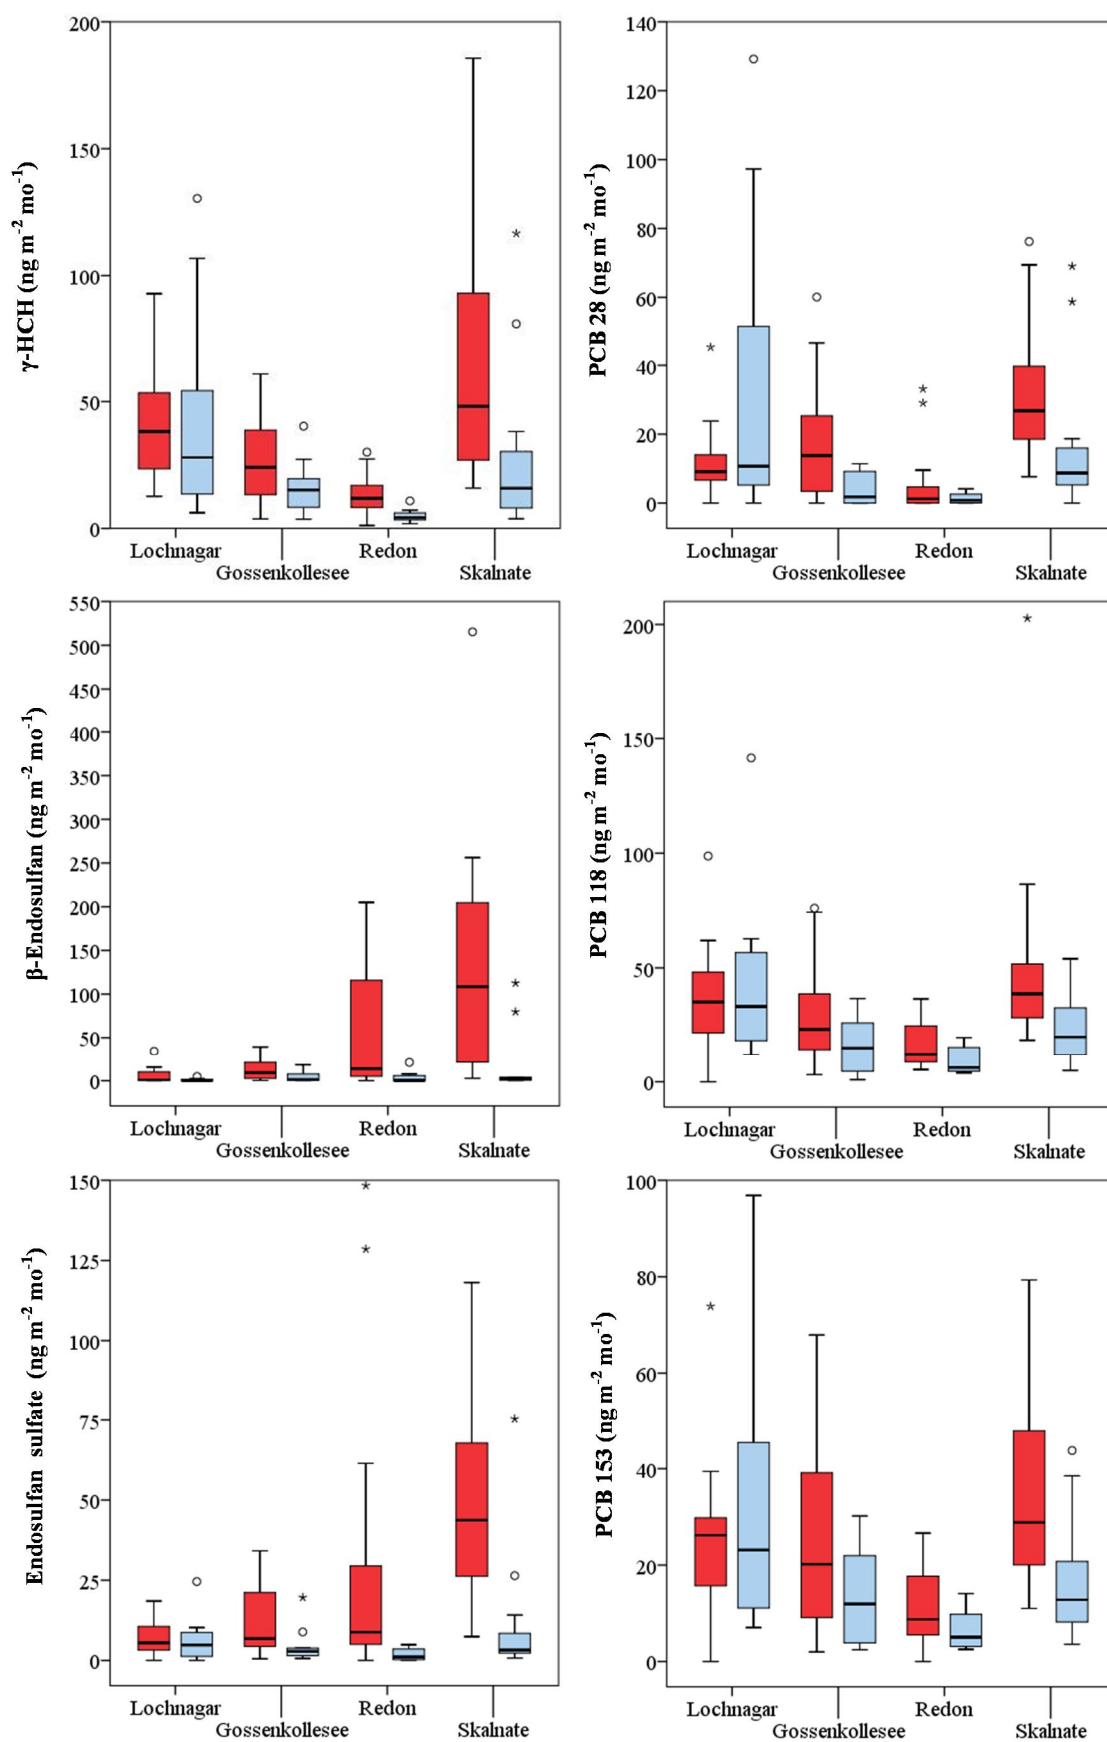 200
150
100
50
0
γ-HCH (ng m⁻² mo⁻¹)
Lochnagar
Gossenkollesee
Redon
Skalnate
140
120
100
80
60
40
20
0
PCB 28 (ng m⁻² mo⁻¹)
Lochnagar
Gossenkollesee
Redon
Skalnate
550
500
450
400
350
300
250
200
150
100
50
0
β-Endosulfan (ng m⁻² mo⁻¹)
Lochnagar
Gossenkollesee
Redon
Skalnate
200
150
100
50
0
PCB 118 (ng m⁻² mo⁻¹)
Lochnagar
Gossenkollesee
Redon
Skalnate
150
125
100
75
50
25
0
Endosulfan sulfate (ng m⁻² mo⁻¹)
Lochnagar
Gossenkollesee
Redon
Skalnate
100
80
60
40
20
0
PCB 153 (ng m⁻² mo⁻¹)
Lochnagar
Gossenkollesee
Redon
Skalnate